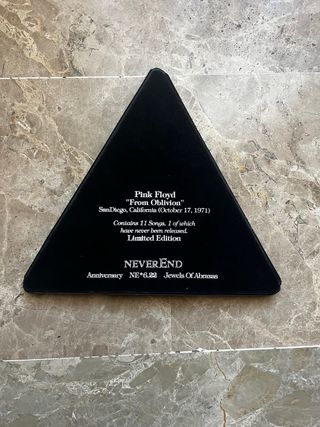 Pink Floyd
"From Oblivion"
SanDiego, California (October 17, 1971)
Contains 11 Songs, 1 of which
have never been released.
Limited Edition
NEVEREND
Anniversary NE*6.22 Jewels Of Abraxas